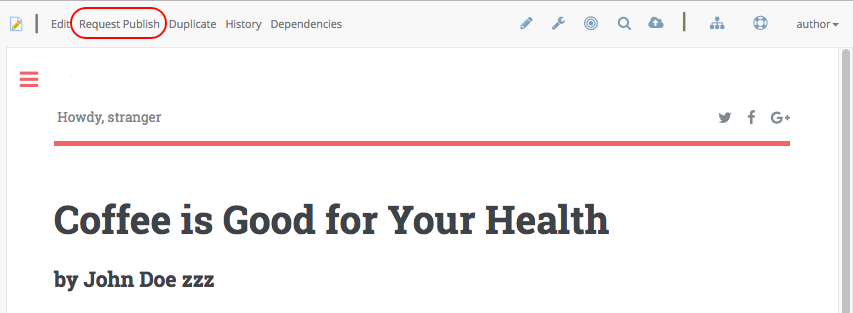 Edit Request Publish Duplicate History Dependencies author
Howdy, stranger G+
Coffee is Good for Your Health
by John Doe zzz